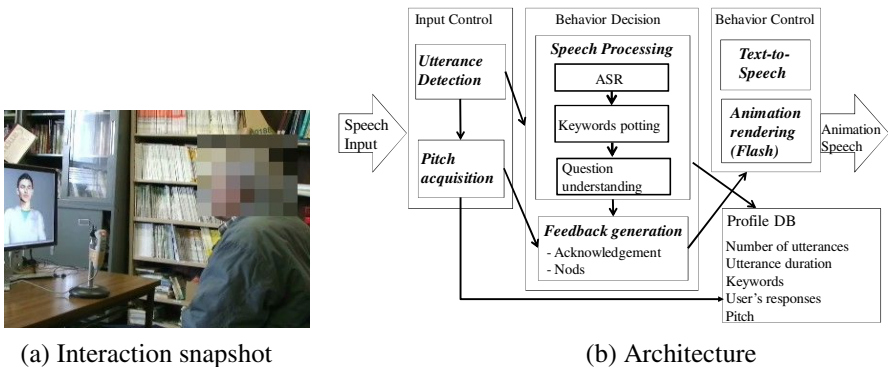 Input Control
Behavior Decision
Behavior Control
Speech
Input
Utterance
Detection
Pitch
acquisition
Speech Processing
ASR
Keywords potting
Question
understanding
Feedback generation
- Acknowledgement
- Nods
Text-to-
Speech
Animation
rendering
(Flash)
Animation
Speech
Profile DB
Number of utterances
Utterance duration
Keywords
User's responses
Pitch
(a) Interaction snapshot
(b) Architecture